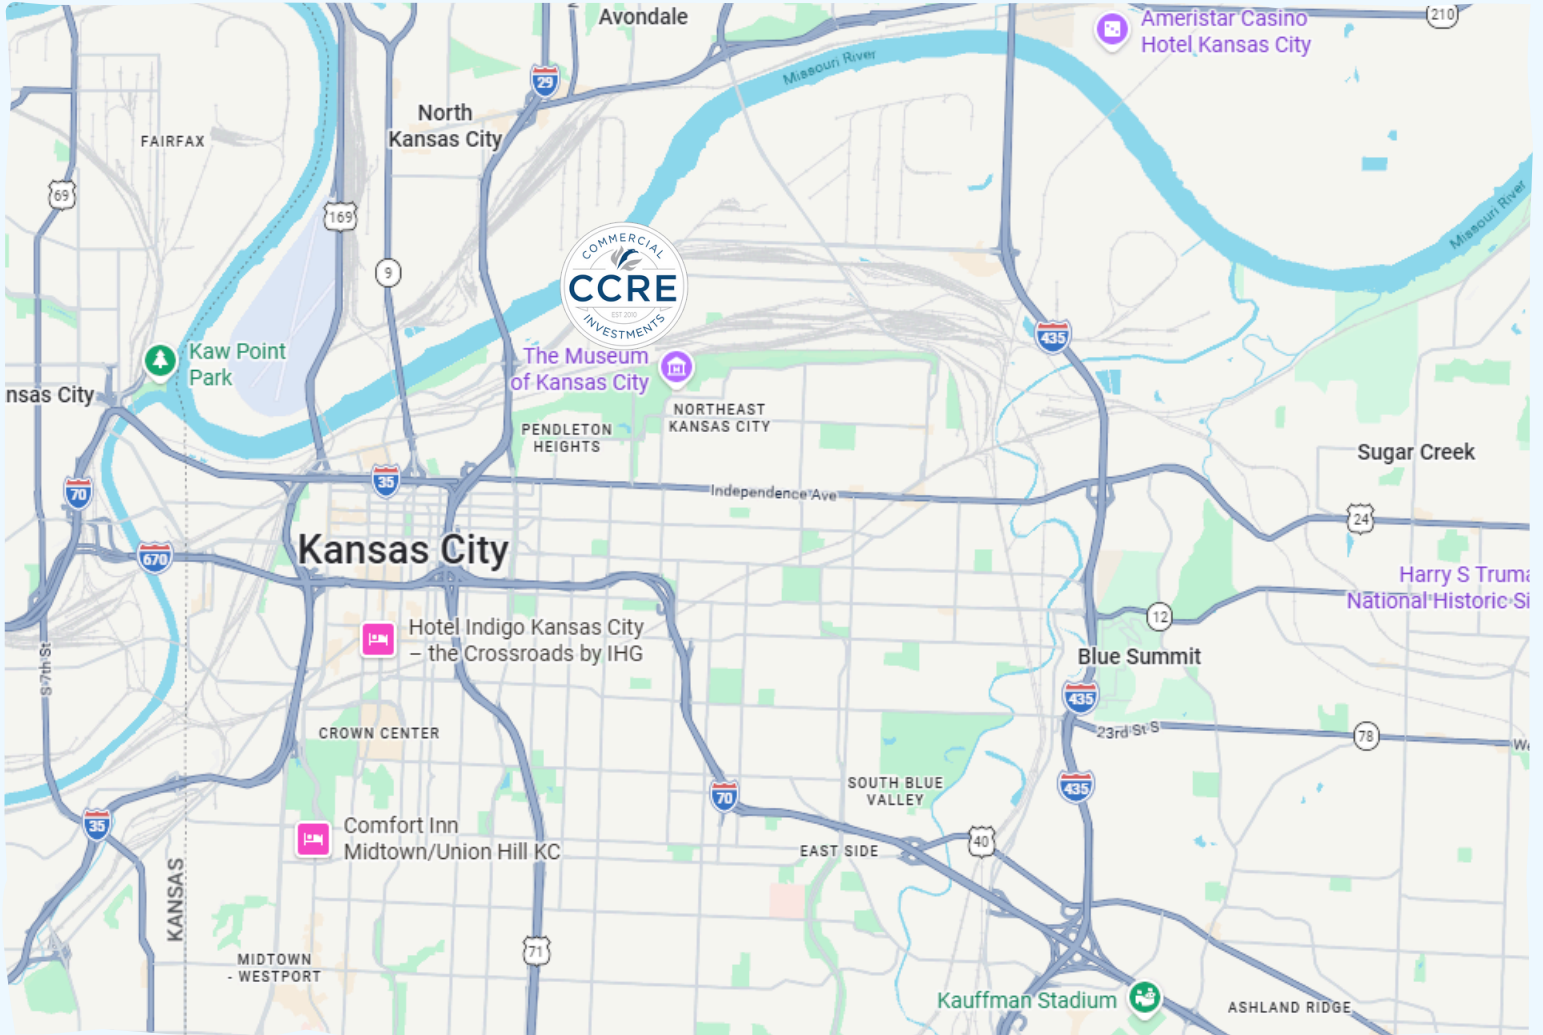 Avondale
Ameristar Casino
Hotel Kansas City
210
Missouri River
29
North
Kansas City
FAIRFAX
69
169
9
Missouri River
COMMERCIAL
CCRE
EST 2010
INVESTMENTS
435
Kaw Point
Park
The Museum
of Kansas City
nsas City
NORTHEAST
KANSAS CITY
PENDLETON
HEIGHTS
Sugar Creek
70
35
Independence Ave
24
Kansas City
670
Harry S Truma
National Historic Si
12
Hotel Indigo Kansas City
– the Crossroads by IHG
S 7th St
Blue Summit
435
CROWN CENTER
23rd St S
78
W
SOUTH BLUE
VALLEY
70
435
35
Comfort Inn
Midtown/Union Hill KC
EAST SIDE
40
KANSAS
71
MIDTOWN
- WESTPORT
Kauffman Stadium
ASHLAND RIDGE